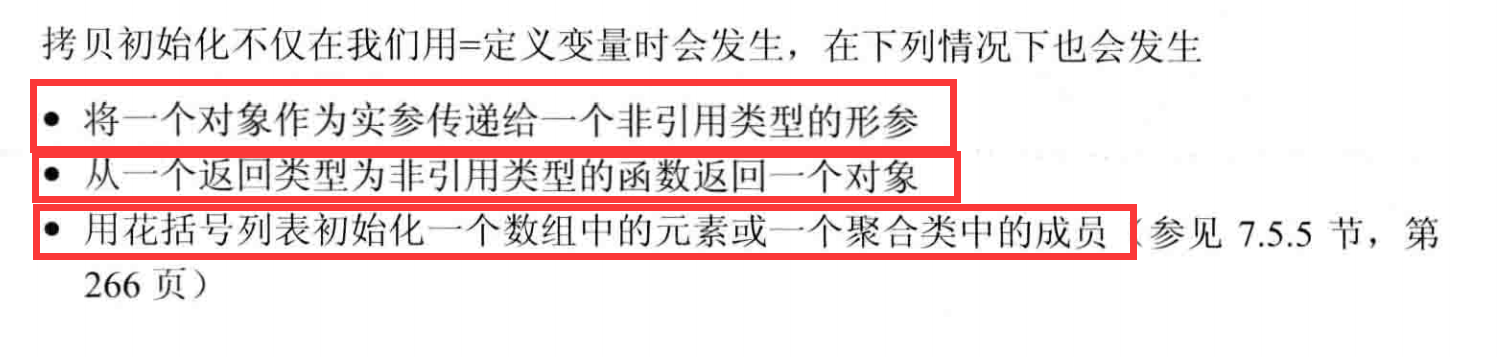 拷贝初始化不仅在我们用=定义变量时会发生，在下列情况下也会发生
• 将一个对象作为实参传递给一个非引用类型的形参
• 从一个返回类型为非引用类型的函数返回一个对象
• 用花括号列表初始化一个数组中的元素或一个聚合类中的成员（参见 7.5.5 节，第
266 页）